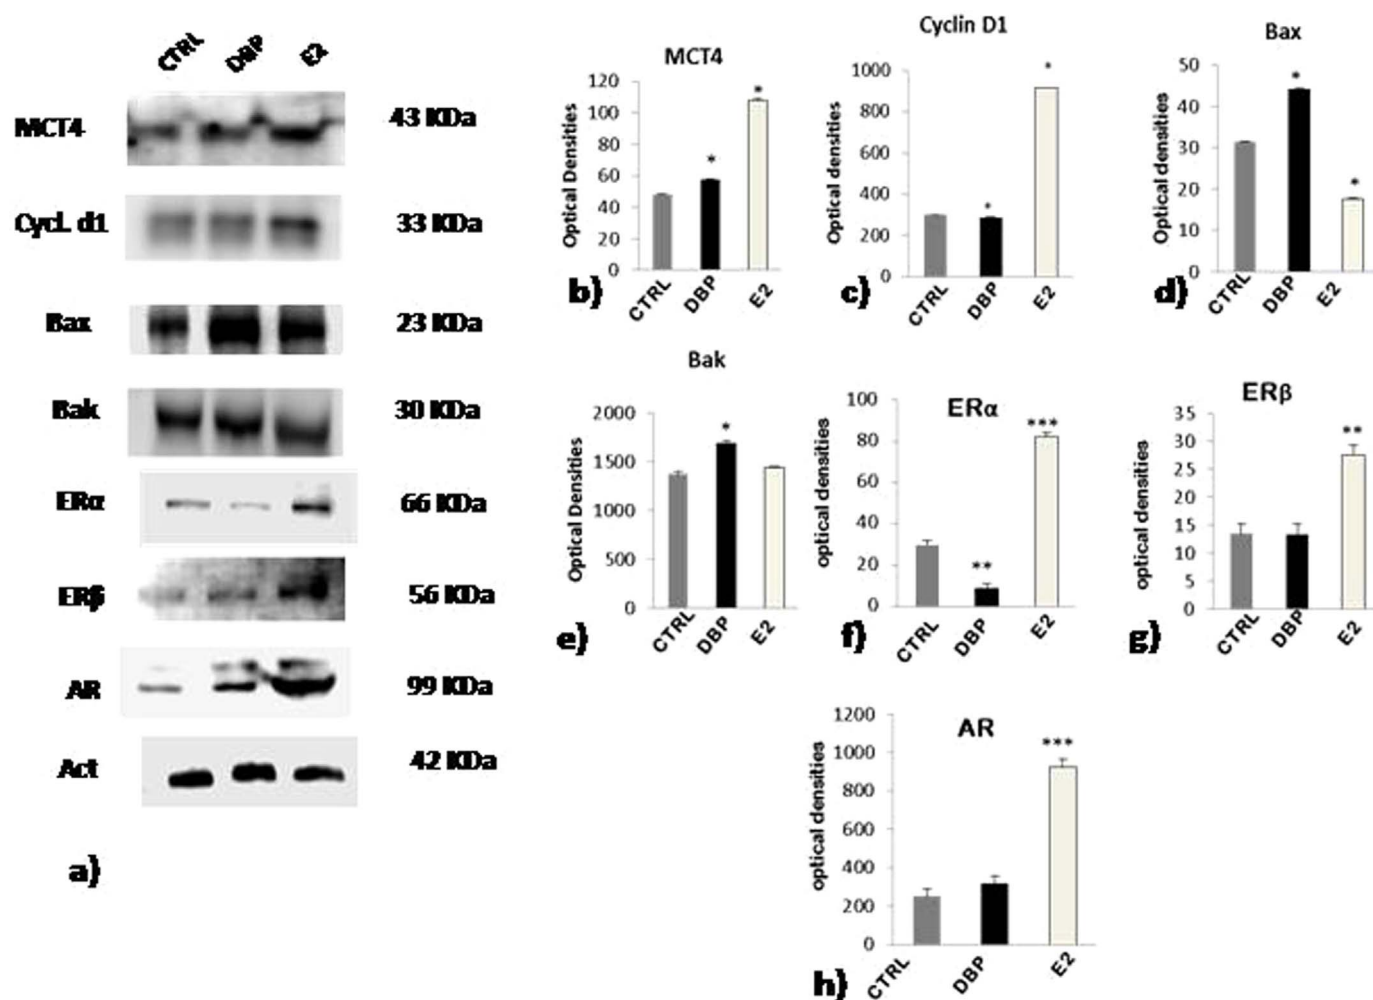 CTRL DBP E2
MCT4 43 KDa
Cycl. d1 33 KDa
Bax 23 KDa
Bak 30 KDa
ERα 66 KDa
ERβ 56 KDa
AR 99 KDa
Act 42 KDa
a)
MCT4
Optical Densities
120
100
80
60
40
20
0
*
*
CTRL DBP E2
b)
Cyclin D1
Optical densities
1000
800
600
400
200
0
*
*
CTRL DBP E2
c)
Bax
Optical densities
50
40
30
20
10
0
*
*
CTRL DBP E2
d)
Bak
Optical Densities
2000
1500
1000
500
0
*
CTRL DBP E2
e)
ERα
optical densities
100
80
60
40
20
0
**
***
CTRL DBP E2
f)
ERβ
optical densities
35
30
25
20
15
10
5
0
**
CTRL DBP E2
g)
AR
optical densities
1200
1000
800
600
400
200
0
***
CTRL DBP E2
h)